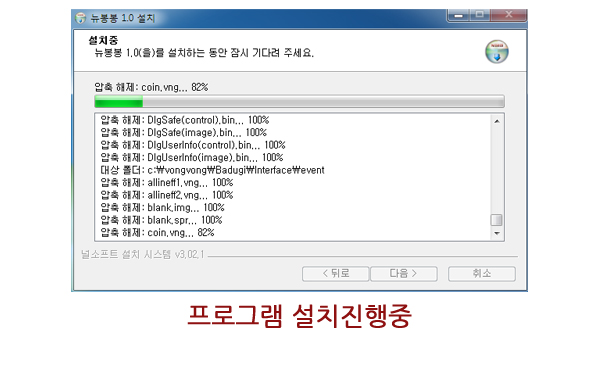 뉴봉봉 1.0 설치
설치중
뉴봉봉 1.0(을)를 설치하는 동안 잠시 기다려 주세요.
압축 해제: coin.vng... 82%
압축 해제: DlgSafe(control).bin... 100%
압축 해제: DlgSafe(image).bin... 100%
압축 해제: DlgUserInfo(control).bin... 100%
압축 해제: DlgUserInfo(image).bin... 100%
대상 폴더: c:₩vongvong₩Badugi₩Interface₩event
압축 해제: allineff1.vng... 100%
압축 해제: allineff2.vng... 100%
압축 해제: blank.img... 100%
압축 해제: blank.spr... 100%
압축 해제: coin.vng... 82%
널소프트 설치 시스템 v3.02.1
< 뒤로 다음 > 취소
프로그램 설치진행중